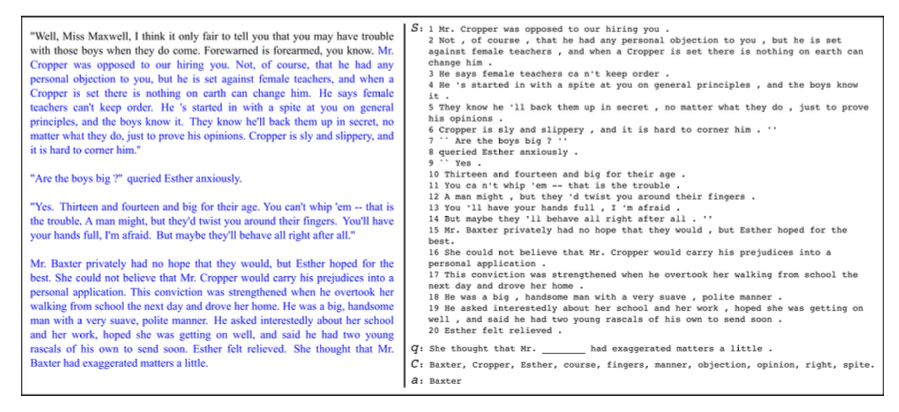 "Well, Miss Maxwell, I think it only fair to tell you that you may have trouble
with those boys when they do come. Forewarned is forearmed, you know. Mr.
Cropper was opposed to our hiring you. Not, of course, that he had any
personal objection to you, but he is set against female teachers, and when a
Cropper is set there is nothing on earth can change him. He says female
teachers can't keep order. He 's started in with a spite at you on general
principles, and the boys know it. They know he'll back them up in secret, no
matter what they do, just to prove his opinions. Cropper is sly and slippery, and
it is hard to corner him."
"Are the boys big ?" queried Esther anxiously.
"Yes. Thirteen and fourteen and big for their age. You can't whip 'em -- that is
the trouble. A man might, but they'd twist you around their fingers. You'll have
your hands full, I'm afraid. But maybe they'll behave all right after all."
Mr. Baxter privately had no hope that they would, but Esther hoped for the
best. She could not believe that Mr. Cropper would carry his prejudices into a
personal application. This conviction was strengthened when he overtook her
walking from school the next day and drove her home. He was a big, handsome
man with a very suave, polite manner. He asked interestedly about her school
and her work, hoped she was getting on well, and said he had two young
rascals of his own to send soon. Esther felt relieved. She thought that Mr.
Baxter had exaggerated matters a little.
S: 1 Mr. Cropper was opposed to our hiring you .
2 Not , of course , that he had any personal objection to you , but he is set
against female teachers , and when a Cropper is set there is nothing on earth can
change him .
3 He says female teachers ca n't keep order .
4 He 's started in with a spite at you on general principles , and the boys know
it .
5 They know he 'll back them up in secret , no matter what they do , just to prove
his opinions .
6 Cropper is sly and slippery , and it is hard to corner him . ''
7 `` Are the boys big ? ''
8 queried Esther anxiously .
9 `` Yes .
10 Thirteen and fourteen and big for their age .
11 You ca n't whip 'em -- that is the trouble .
12 A man might , but they 'd twist you around their fingers .
13 You 'll have your hands full , I 'm afraid .
14 But maybe they 'll behave all right after all . ''
15 Mr. Baxter privately had no hope that they would , but Esther hoped for the
best.
16 She could not believe that Mr. Cropper would carry his prejudices into a
personal application .
17 This conviction was strengthened when he overtook her walking from school the
next day and drove her home .
18 He was a big , handsome man with a very suave , polite manner .
19 He asked interestedly about her school and her work , hoped she was getting on
well , and said he had two young rascals of his own to send soon .
20 Esther felt relieved .
q: She thought that Mr. _______ had exaggerated matters a little .
C: Baxter, Cropper, Esther, course, fingers, manner, objection, opinion, right, spite.
a: Baxter